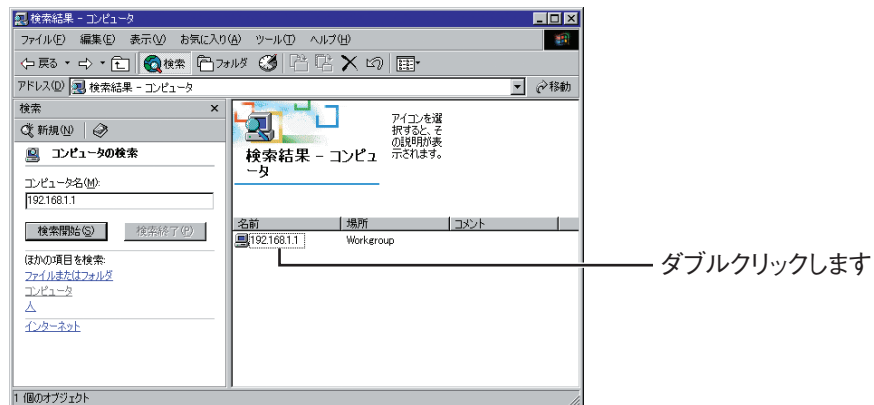 検索結果 - コンピュータ
ファイル(F) 編集(E) 表示(V) お気に入り(A) ツール(T) ヘルプ(H)
戻る 検索 フォルダ
アドレス(D) 検索結果 - コンピュータ 移動
検索
新規(N)
コンピュータの検索
コンピュータ名(M):
192.168.1.1
検索開始(S) 検索終了(P)
ほかの項目を検索:
ファイルまたはフォルダ
コンピュータ
人
インターネット
検索結果 - コンピュ
ータ
アイコンを選
択すると、そ
の説明が表
示されます。
名前 場所 コメント
192.168.1.1 Workgroup
ダブルクリックします
1 個のオブジェクト